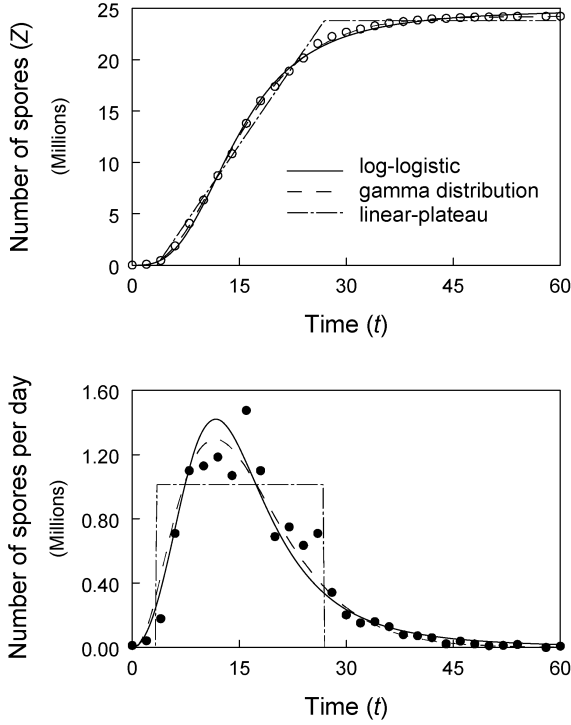 Number of spores (Z)
(Millions)
25
20
15
10
5
0
log-logistic
gamma distribution
linear-plateau
0 15 30 45 60
Time (t)
Number of spores per day
(Millions)
1.60
1.20
0.80
0.40
0.00
0 15 30 45 60
Time (t)